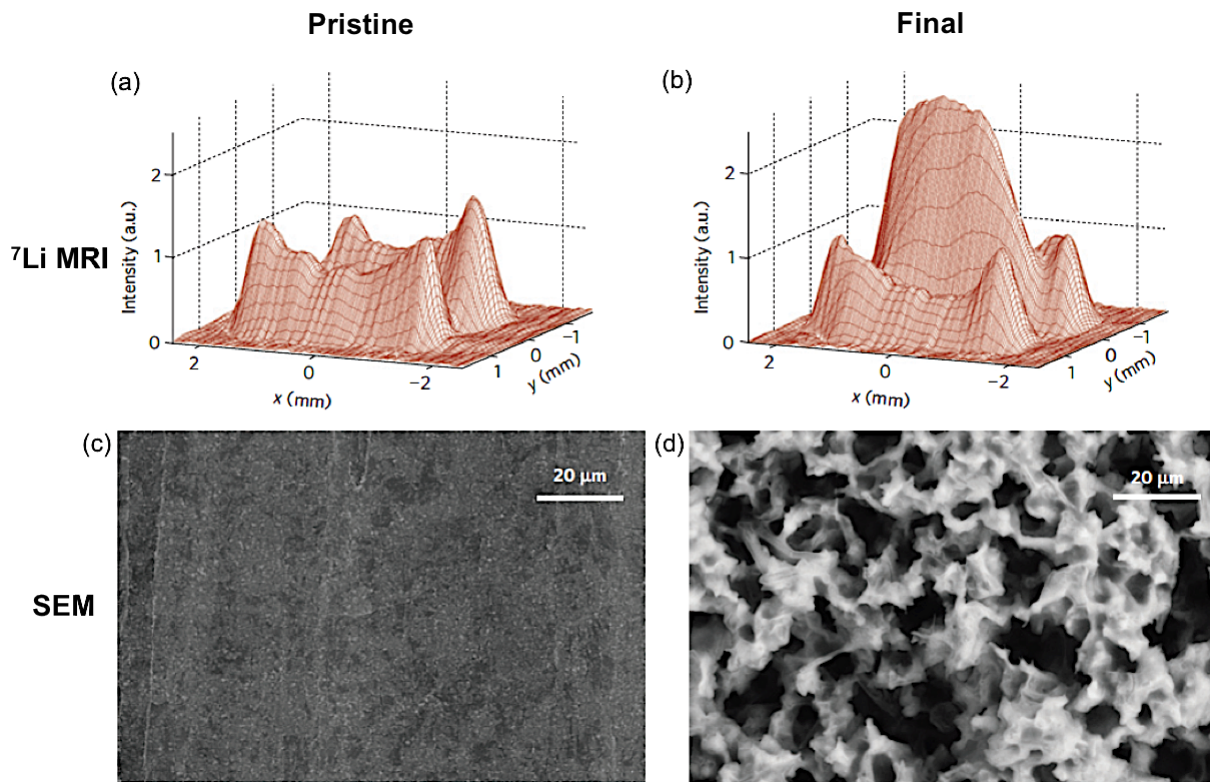 Pristine
Final
(a)
(b)
⁷Li MRI
Intensity (a.u.)
2
1
0
2
0
−2
x (mm)
1
0
−1
y (mm)
Intensity (a.u.)
2
1
0
2
0
−2
x (mm)
1
0
−1
y (mm)
SEM
(c)
20 μm
(d)
20 μm